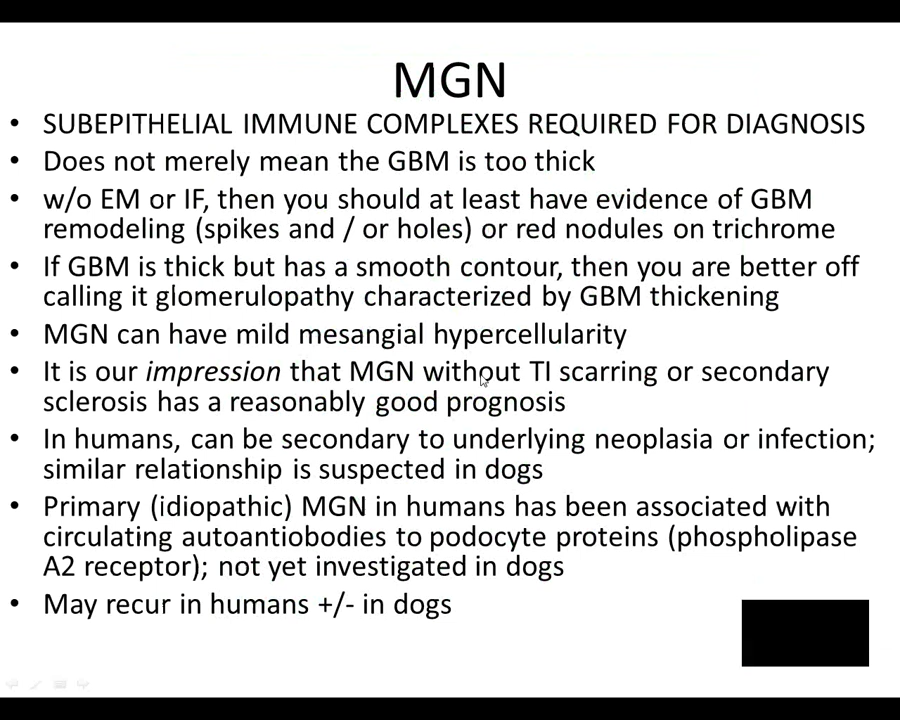 MGN
• SUBEPITHELIAL IMMUNE COMPLEXES REQUIRED FOR DIAGNOSIS
• Does not merely mean the GBM is too thick
• w/o EM or IF, then you should at least have evidence of GBM
remodeling (spikes and / or holes) or red nodules on trichrome
• If GBM is thick but has a smooth contour, then you are better off
calling it glomerulopathy characterized by GBM thickening
• MGN can have mild mesangial hypercellularity
• It is our impression that MGN without TI scarring or secondary
sclerosis has a reasonably good prognosis
• In humans, can be secondary to underlying neoplasia or infection;
similar relationship is suspected in dogs
• Primary (idiopathic) MGN in humans has been associated with
circulating autoantiobodies to podocyte proteins (phospholipase
A2 receptor); not yet investigated in dogs
• May recur in humans +/- in dogs